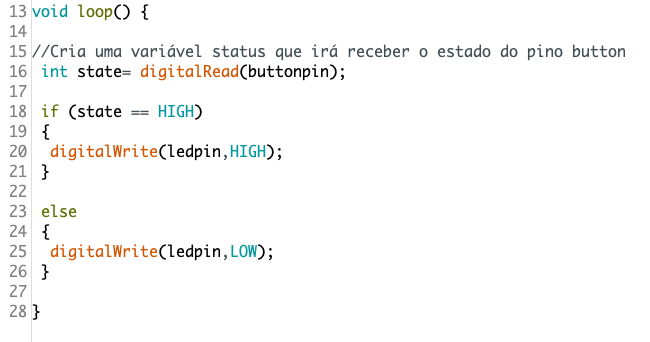 13 void loop() {
14
15 //Cria uma variável status que irá receber o estado do pino button
16 int state= digitalRead(buttonpin);
17
18 if (state == HIGH)
19 {
20 digitalWrite(ledpin,HIGH);
21 }
22
23 else
24 {
25 digitalWrite(ledpin,LOW);
26 }
27
28 }